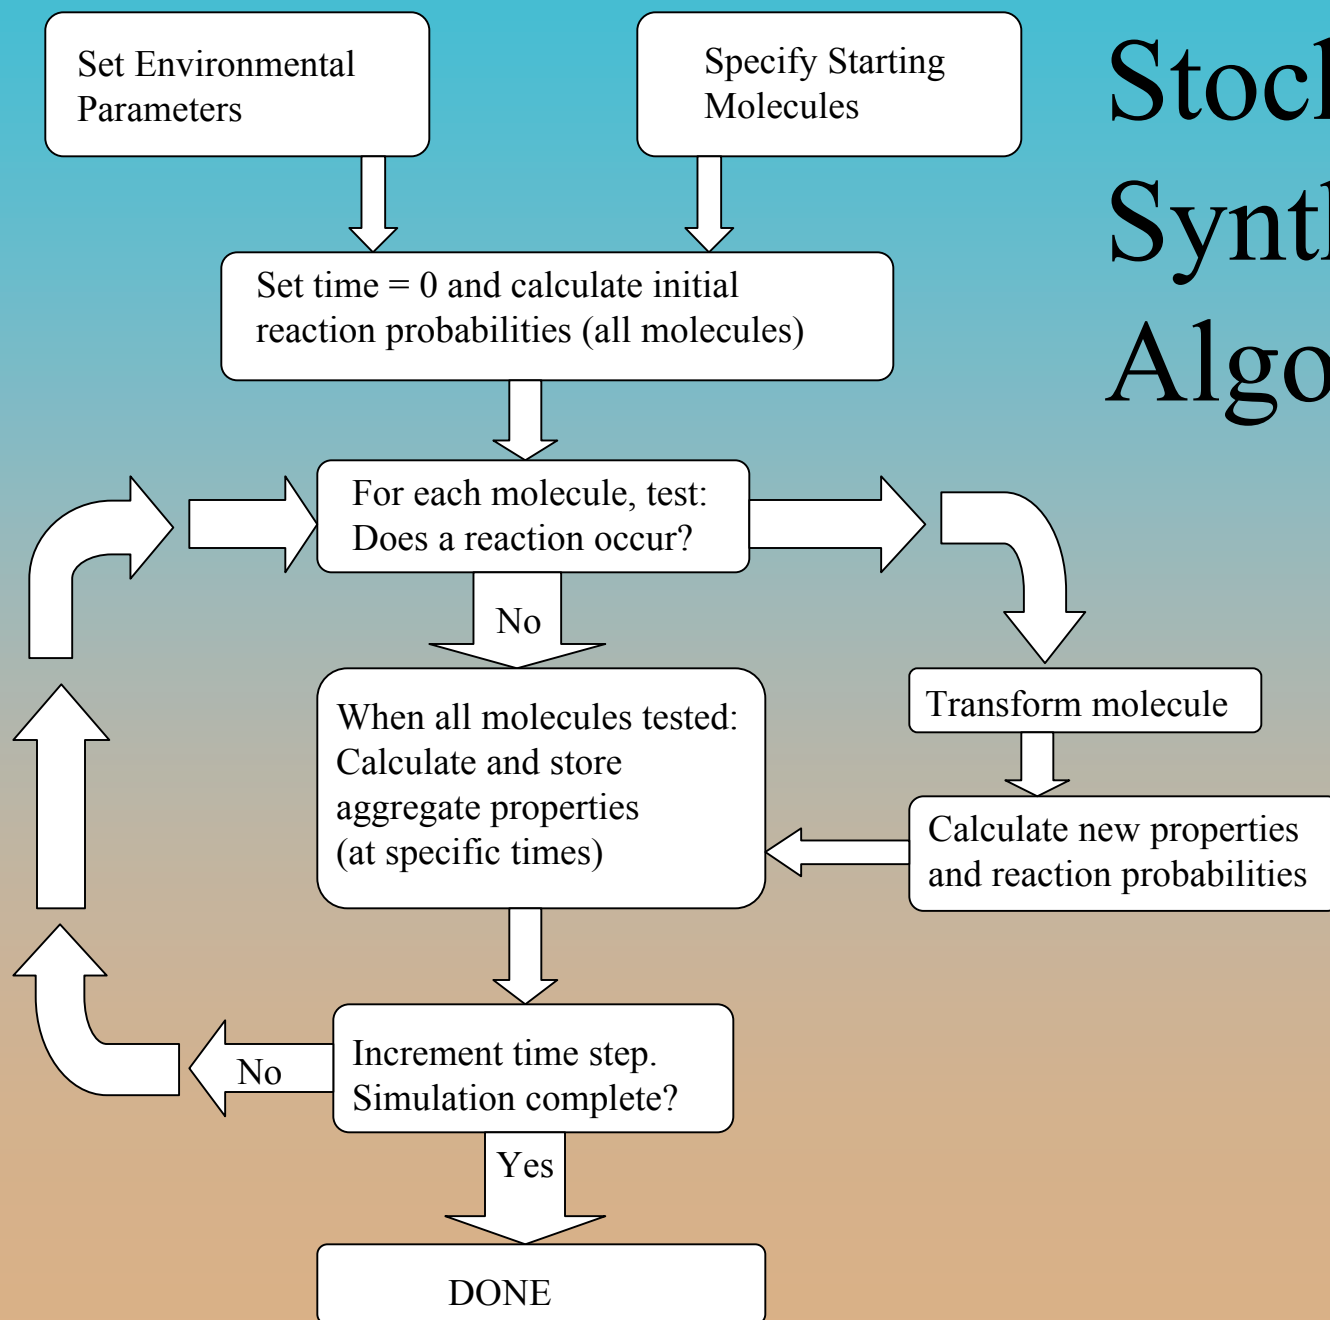 Set Environmental
Parameters
Specify Starting
Molecules
Set time = 0 and calculate initial
reaction probabilities (all molecules)
For each molecule, test:
Does a reaction occur?
No
When all molecules tested:
Calculate and store
aggregate properties
(at specific times)
Transform molecule
Calculate new properties
and reaction probabilities
Increment time step.
Simulation complete?
No
Yes
DONE